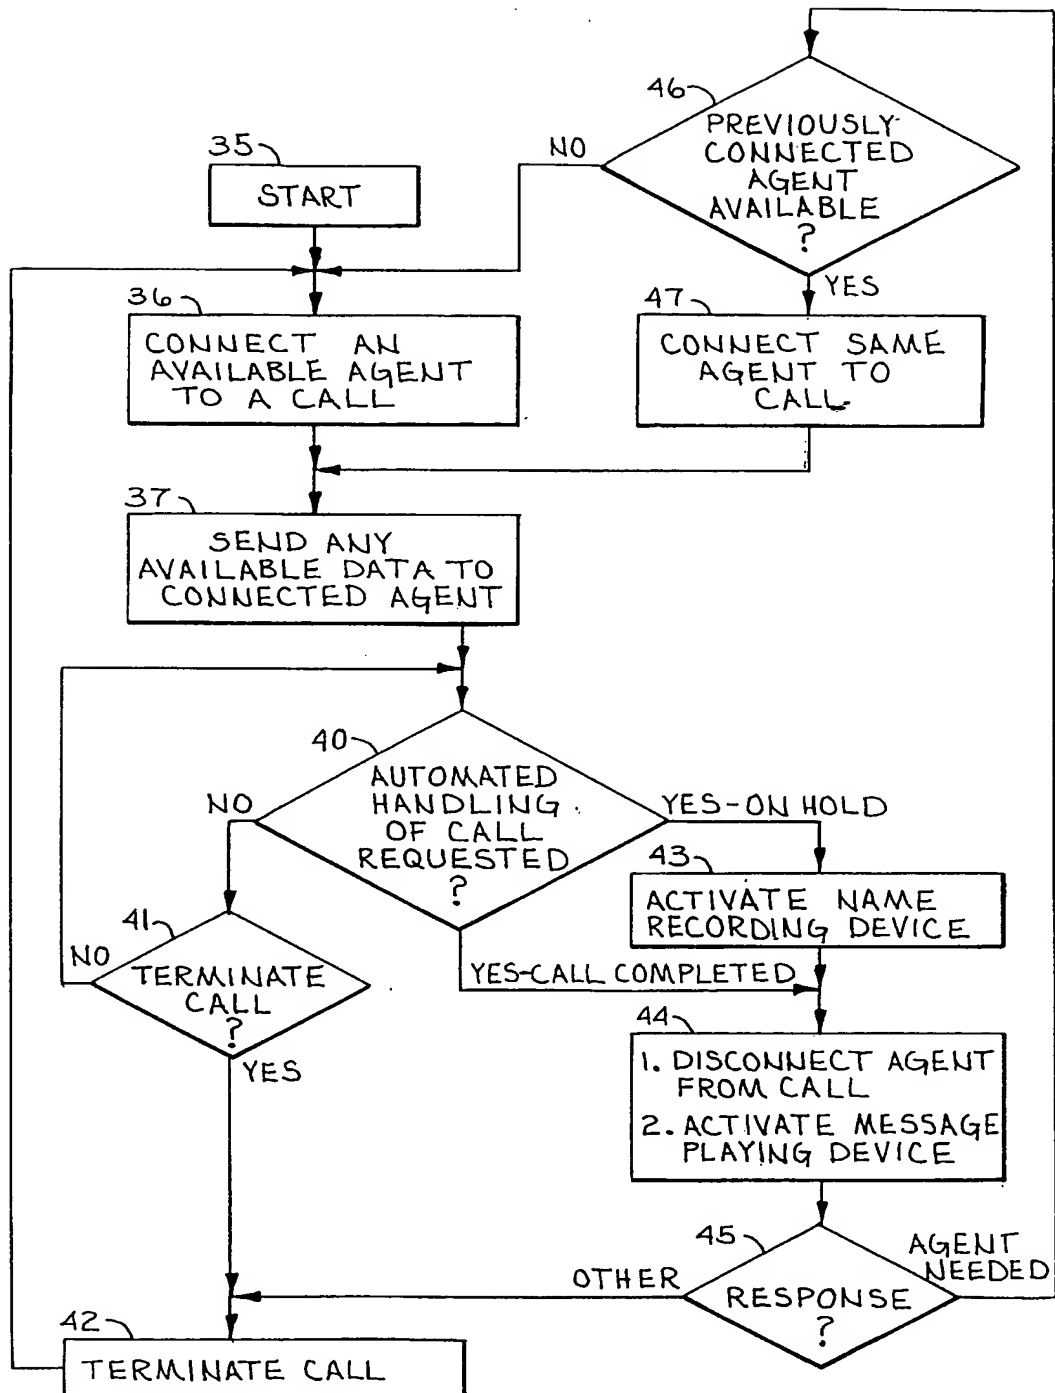 46
PREVIOUSLY-
CONNECTED
AGENT
AVAILABLE
?
NO
YES
35
START
36
CONNECT AN
AVAILABLE AGENT
TO A CALL
47
CONNECT SAME
AGENT TO
CALL
37
SEND ANY
AVAILABLE DATA TO
CONNECTED AGENT
40
AUTOMATED
HANDLING
OF CALL
REQUESTED
?
NO
YES-ON HOLD
43
ACTIVATE NAME
RECORDING DEVICE
YES-CALL COMPLETED
41
TERMINATE
CALL
?
NO
YES
44
1. DISCONNECT AGENT
FROM CALL
2. ACTIVATE MESSAGE
PLAYING DEVICE
45
RESPONSE
?
OTHER
AGENT
NEEDED
42
TERMINATE CALL